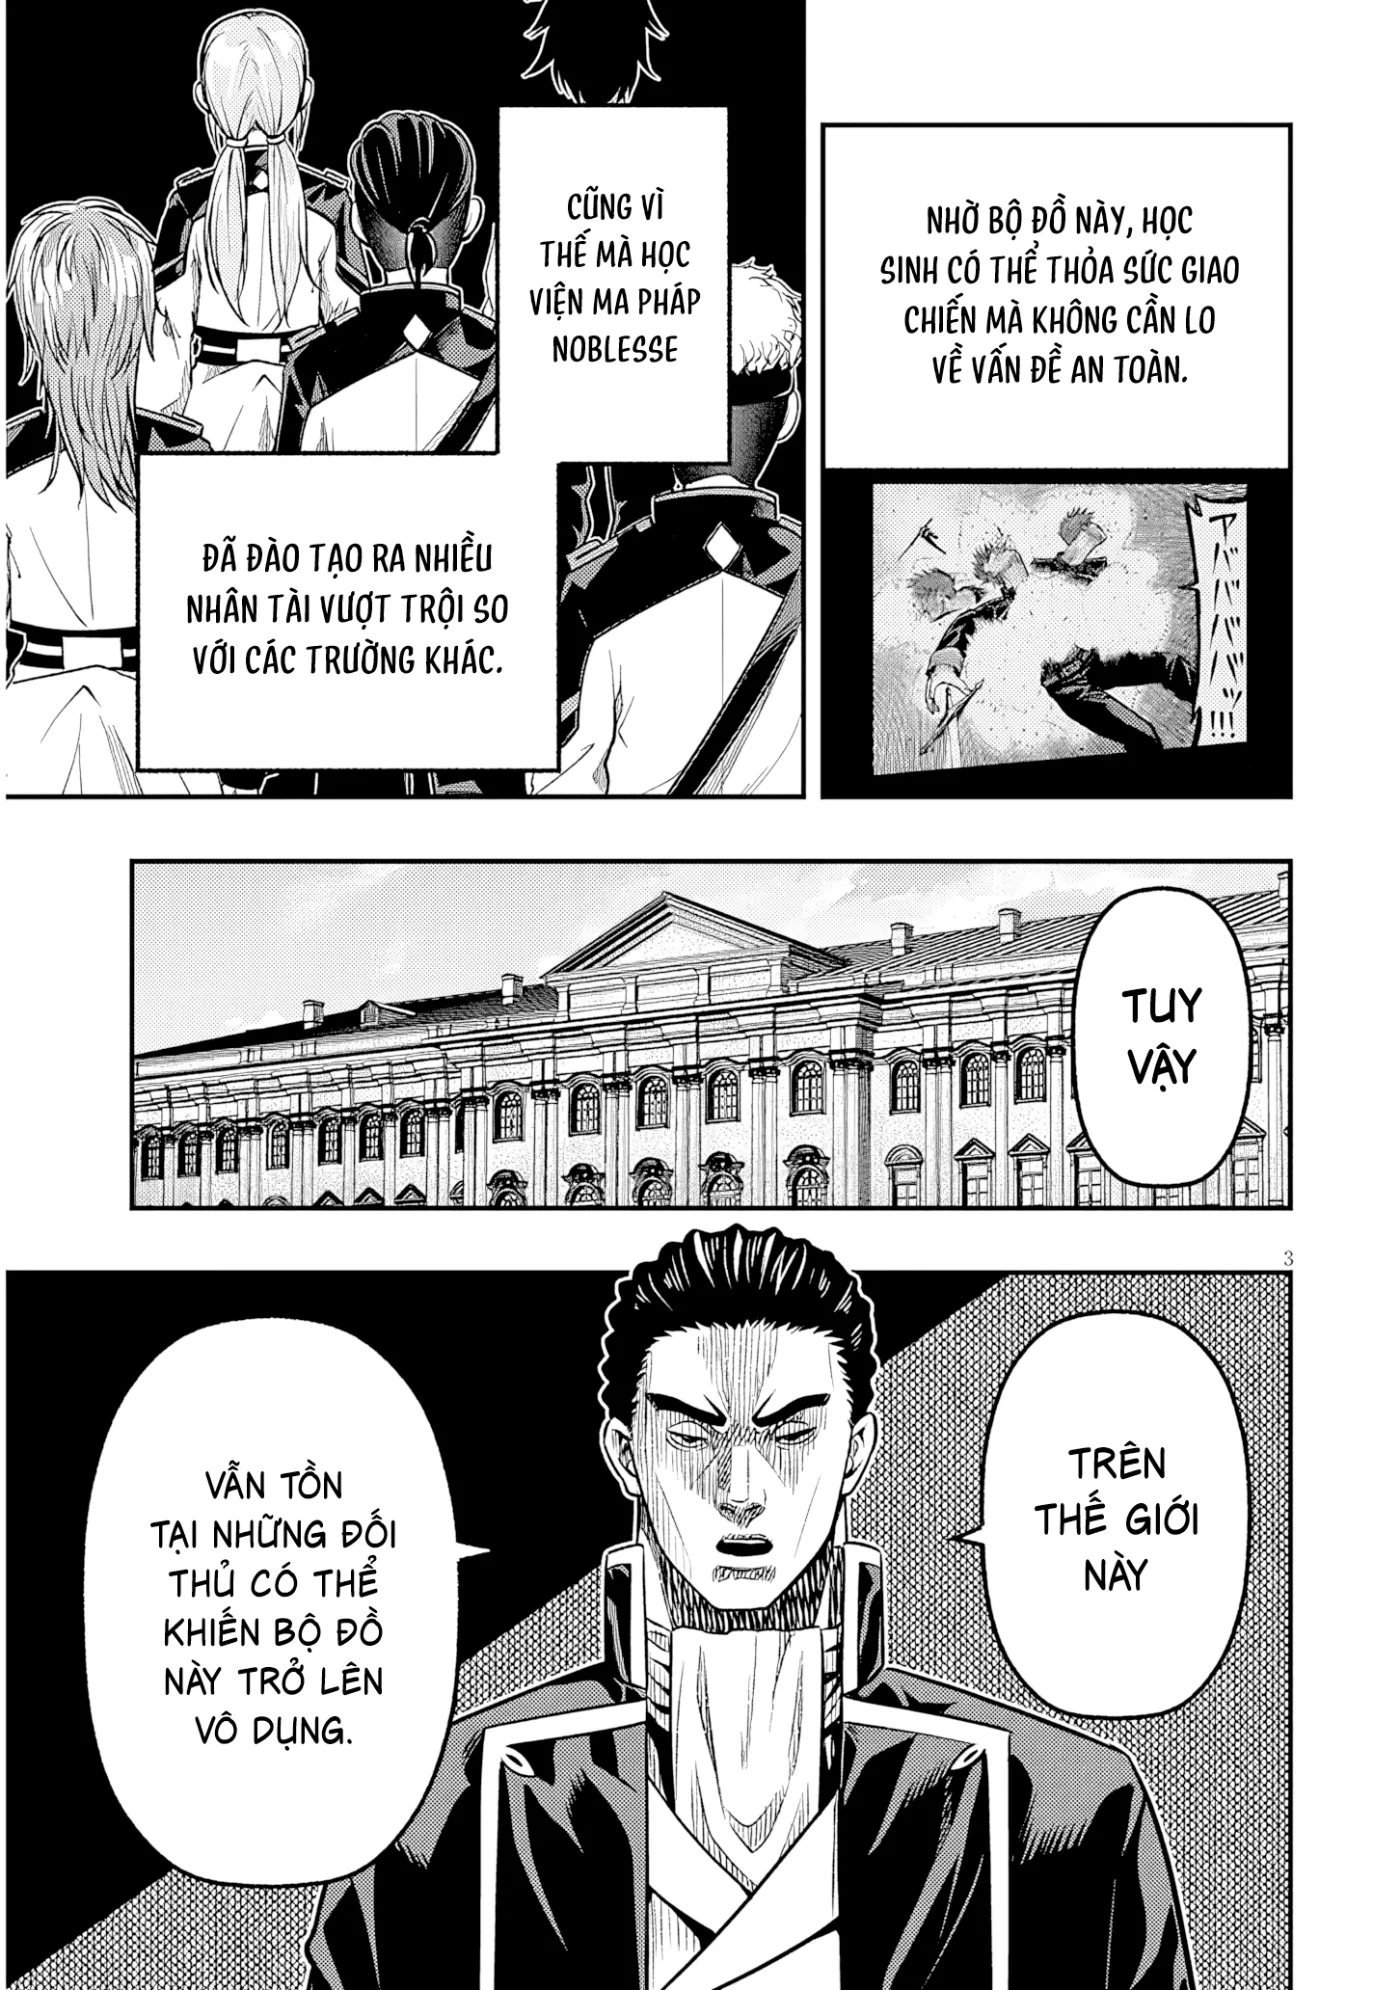 NHỜ BỘ ĐỒ NÀY, HỌC
SINH CÓ THỂ THỎA SỨC GIAO
CHIẾN MÀ KHÔNG CẦN LO
VỀ VẤN ĐỀ AN TOÀN.
アバババババッ!!!
CŨNG VÌ
THẾ MÀ HỌC
VIỆN MA PHÁP
NOBLESSE
ĐÃ ĐÀO TẠO RA NHIỀU
NHÂN TÀI VƯỢT TRỘI SO
VỚI CÁC TRƯỜNG KHÁC.
TUY
VẬY
3
TRÊN
THẾ GIỚI
NÀY
VẪN TỒN
TẠI NHỮNG ĐỐI
THỦ CÓ THỂ
KHIẾN BỘ ĐỒ
NÀY TRỞ LÊN
VÔ DỤNG.